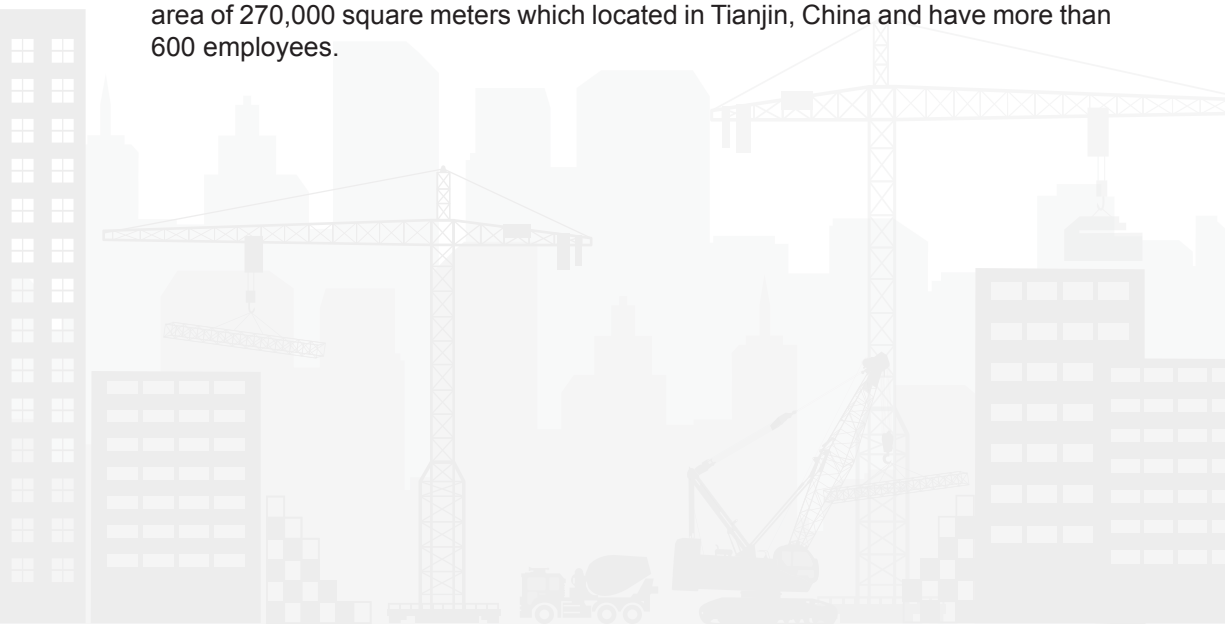 area of 270,000 square meters which located in Tianjin, China and have more than
600 employees.